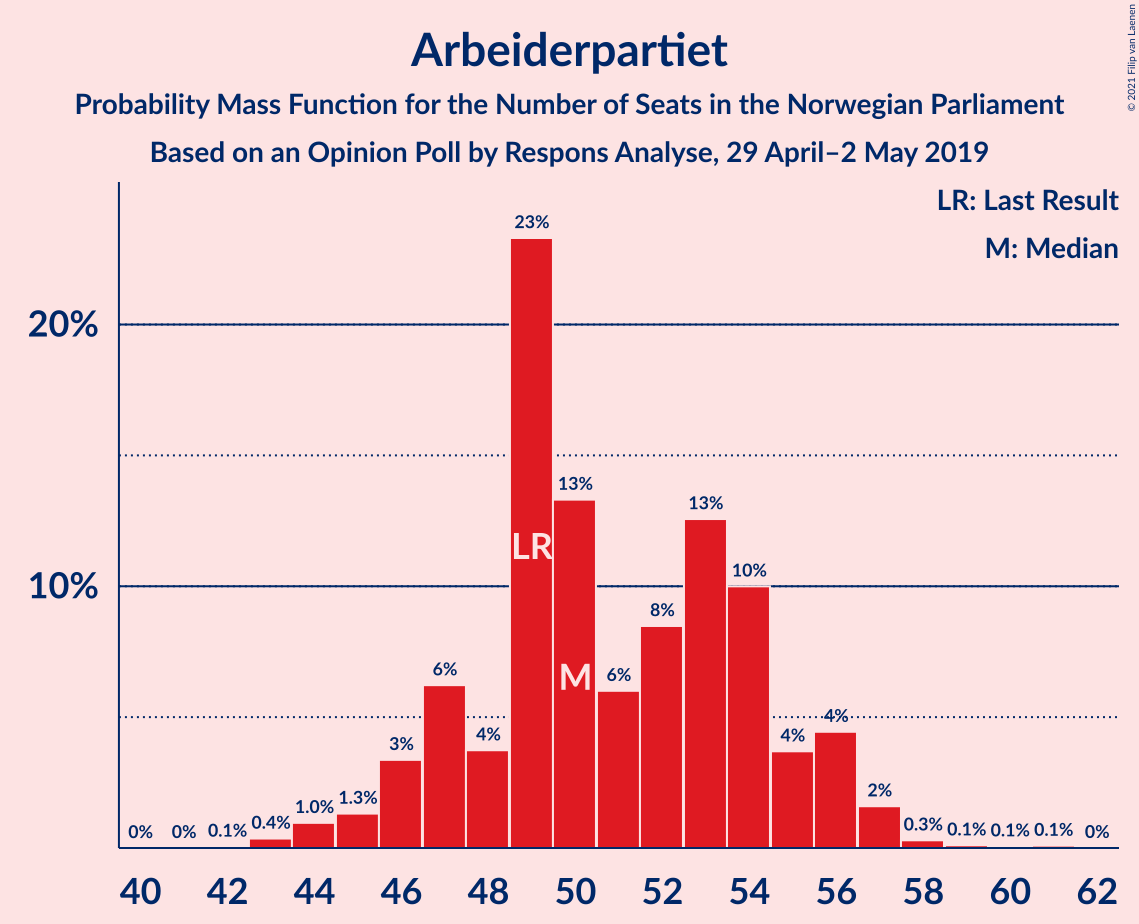 Arbeiderpartiet
Probability Mass Function for the Number of Seats in the Norwegian Parliament
Based on an Opinion Poll by Respons Analyse, 29 April–2 May 2019
© 2021 Filip van Laenen
LR: Last Result
M: Median
20%
10%
0%
0%
0.1%
0.4%
1.0%
1.3%
3%
6%
4%
23%
13%
6%
8%
13%
10%
4%
4%
2%
0.3%
0.1%
0.1%
0.1%
0%
LR
M
40 42 44 46 48 50 52 54 56 58 60 62